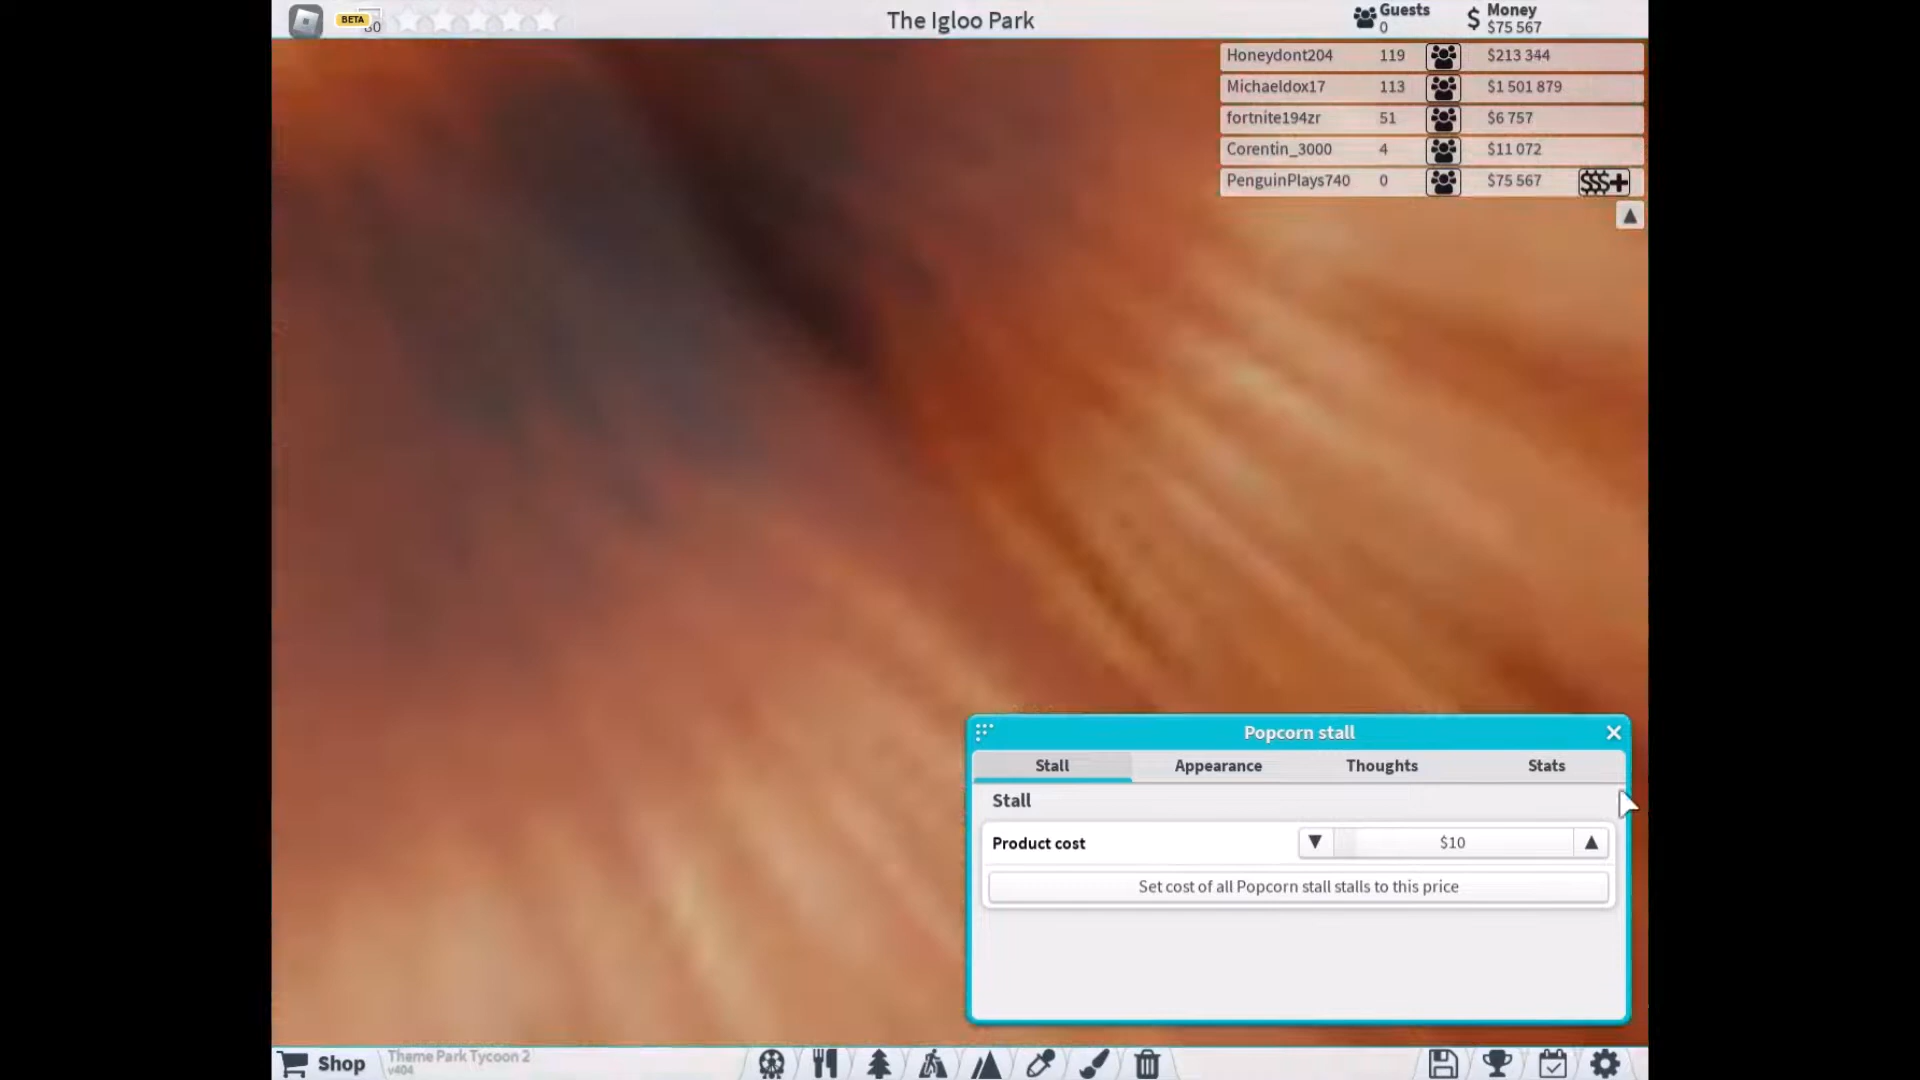 BETA
The Igloo Park
Guests
0
Money
$75 567
Honeydont204 119 $213 344
Michaeldox17 113 $1 501 879
fortnite194zr 51 $6 757
Corentin_3000 4 $11 072
PenguinPlays740 0 $75 567 $$$+
Popcorn stall
Stall Appearance Thoughts Stats
Stall
Product cost $10
Set cost of all Popcorn stall stalls to this price
Shop
Theme Park Tycoon 2
v404